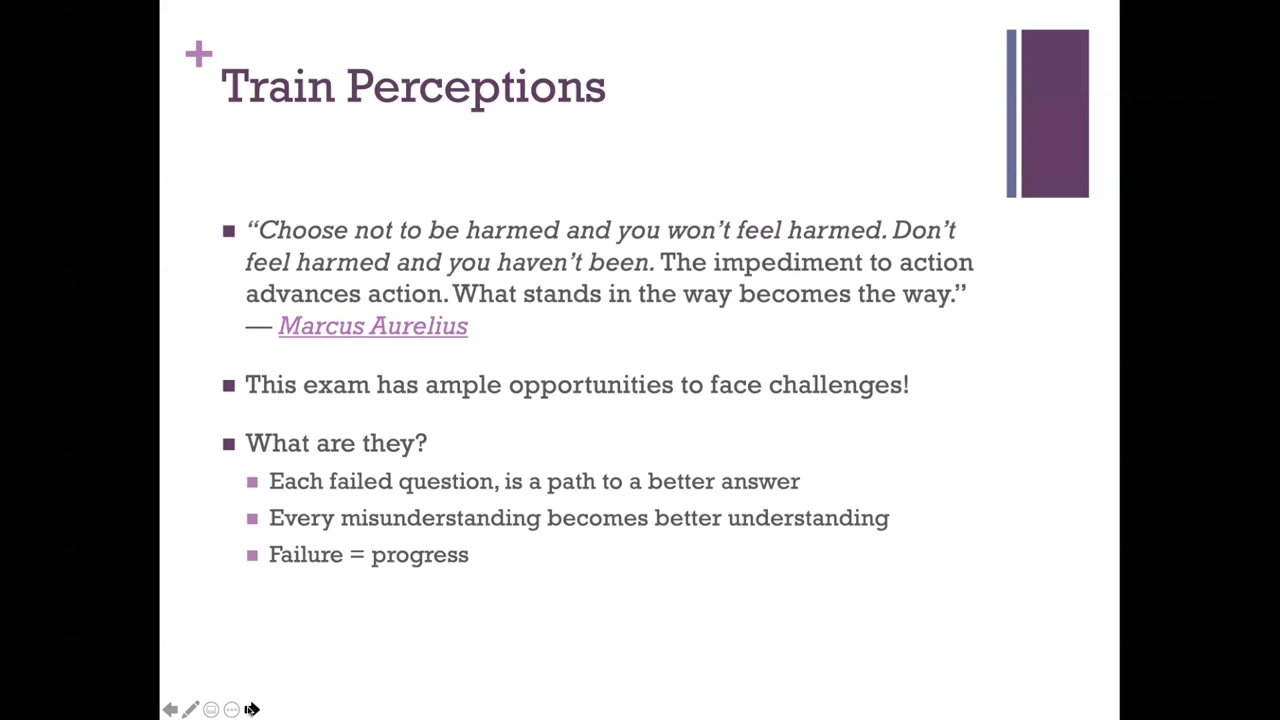 Train Perceptions
“Choose not to be harmed and you won’t feel harmed. Don’t
feel harmed and you haven’t been. The impediment to action
advances action. What stands in the way becomes the way.”
— Marcus Aurelius
This exam has ample opportunities to face challenges!
What are they?
Each failed question, is a path to a better answer
Every misunderstanding becomes better understanding
Failure = progress